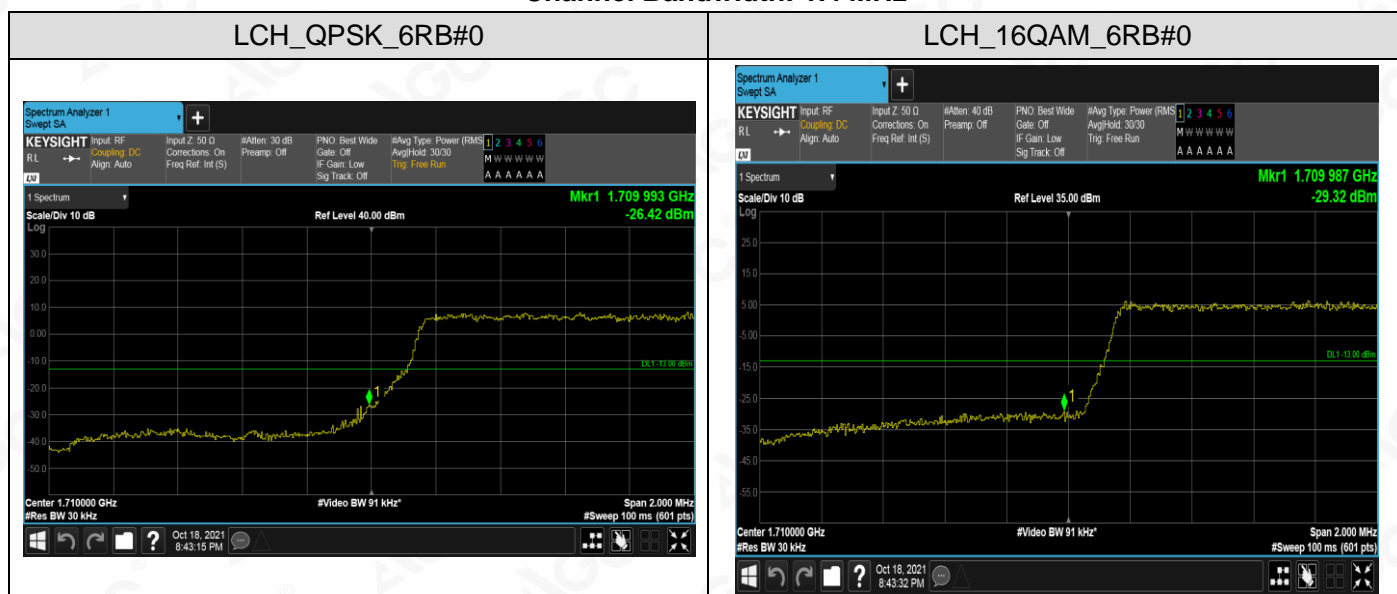 LCH_QPSK_6RB#0
LCH_16QAM_6RB#0
Spectrum Analyzer 1
Swept SA
+
KEYSIGHT
RL
LXI
Input: RF
Coupling: DC
Align: Auto
Input Z: 50 Ω
Corrections: On
Freq Ref: Int (S)
#Atten: 30 dB
Preamp: Off
PNO: Best Wide
Gate: Off
IF Gain: Low
Sig Track: Off
#Avg Type: Power (RMS
Avg|Hold: 30/30
Trig: Free Run
1 2 3 4 5 6
M W W W W W
A A A A A A
1 Spectrum
Scale/Div 10 dB
Log
Ref Level 40.00 dBm
Mkr1 1.709 993 GHz
-26.42 dBm
30.0
20.0
10.0
0.00
-10.0
-20.0
-30.0
-40.0
-50.0
DL1 -13.00 dBm
1
Center 1.710000 GHz
#Res BW 30 kHz
#Video BW 91 kHz*
Span 2.000 MHz
#Sweep 100 ms (601 pts)
?
Oct 18, 2021
8:43:15 PM
Spectrum Analyzer 1
Swept SA
+
KEYSIGHT
RL
LXI
Input: RF
Coupling: DC
Align: Auto
Input Z: 50 Ω
Corrections: On
Freq Ref: Int (S)
#Atten: 40 dB
Preamp: Off
PNO: Best Wide
Gate: Off
IF Gain: Low
Sig Track: Off
#Avg Type: Power (RMS
Avg|Hold: 30/30
Trig: Free Run
1 2 3 4 5 6
M W W W W W
A A A A A A
1 Spectrum
Scale/Div 10 dB
Log
Ref Level 35.00 dBm
Mkr1 1.709 987 GHz
-29.32 dBm
25.0
15.0
5.00
-5.00
-15.0
-25.0
-35.0
-45.0
-55.0
DL1 -13.00 dBm
1
Center 1.710000 GHz
#Res BW 30 kHz
#Video BW 91 kHz*
Span 2.000 MHz
#Sweep 100 ms (601 pts)
?
Oct 18, 2021
8:43:32 PM